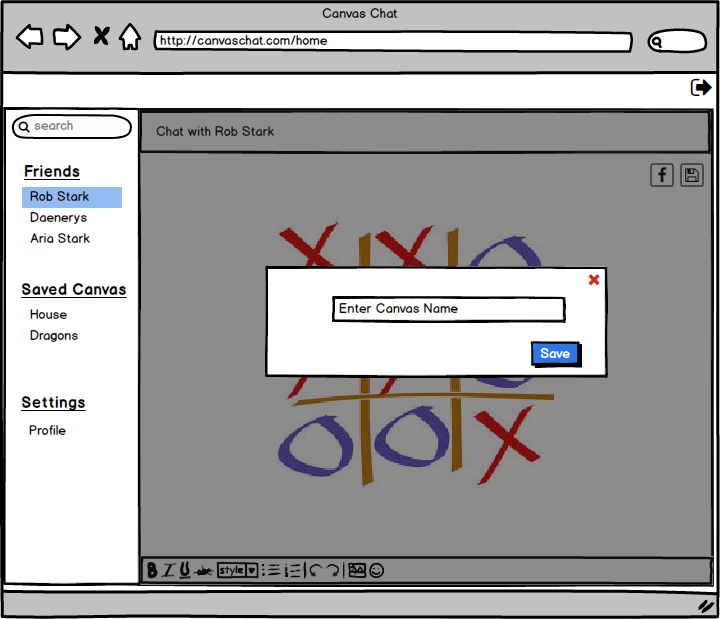 Canvas Chat
http://canvaschat.com/home
search
Chat with Rob Stark
Friends
Rob Stark
Daenerys
Aria Stark
Saved Canvas
House
Dragons
Settings
Profile
Enter Canvas Name
Save
B I U abc style